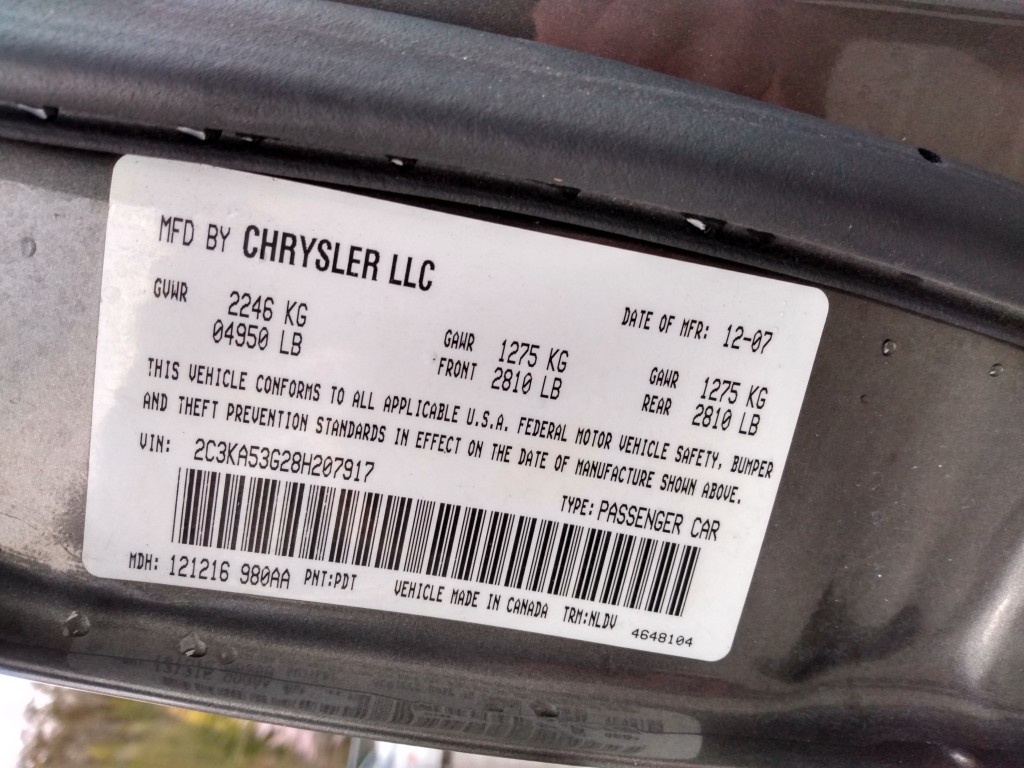 MFD BY CHRYSLER LLC
DATE OF MFR: 12-07
GVWR 2246 KG
04950 LB
GAWR FRONT 1275 KG
2810 LB
GAWR REAR 1275 KG
2810 LB
THIS VEHICLE CONFORMS TO ALL APPLICABLE U.S.A. FEDERAL MOTOR VEHICLE SAFETY, BUMPER
AND THEFT PREVENTION STANDARDS IN EFFECT ON THE DATE OF MANUFACTURE SHOWN ABOVE.
VIN: 2C3KA53G28H207917
TYPE: PASSENGER CAR
MDH: 121216 980AA PNT:PDT VEHICLE MADE IN CANADA TRM:NLDV 4648104